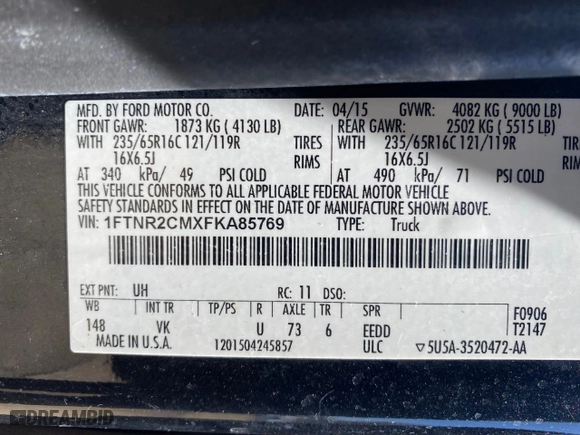 MFD. BY FORD MOTOR CO. DATE: 04/15 GVWR: 4082 KG ( 9000 LB)
FRONT GAWR: 1873 KG ( 4130 LB) REAR GAWR: 2502 KG ( 5515 LB)
WITH 235/65R16C 121/119R TIRES WITH 235/65R16C 121/119R TIRES
16X6.5J RIMS 16X6.5J RIMS
AT 340 kPa/ 49 PSI COLD AT 490 kPa/ 71 PSI COLD
THIS VEHICLE CONFORMS TO ALL APPLICABLE FEDERAL MOTOR VEHICLE
SAFETY STANDARDS IN EFFECT ON THE DATE OF MANUFACTURE SHOWN ABOVE.
VIN: 1FTNR2CMXFKA85769 TYPE: Truck
EXT PNT: UH RC: 11 DSO:
WB INT TR TP/PS R AXLE TR SPR F0906
148 VK U 73 6 EEDD T2147
MADE IN U.S.A. 1201504245857 ULC ▽5U5A-3520472-AA
DREAMBID